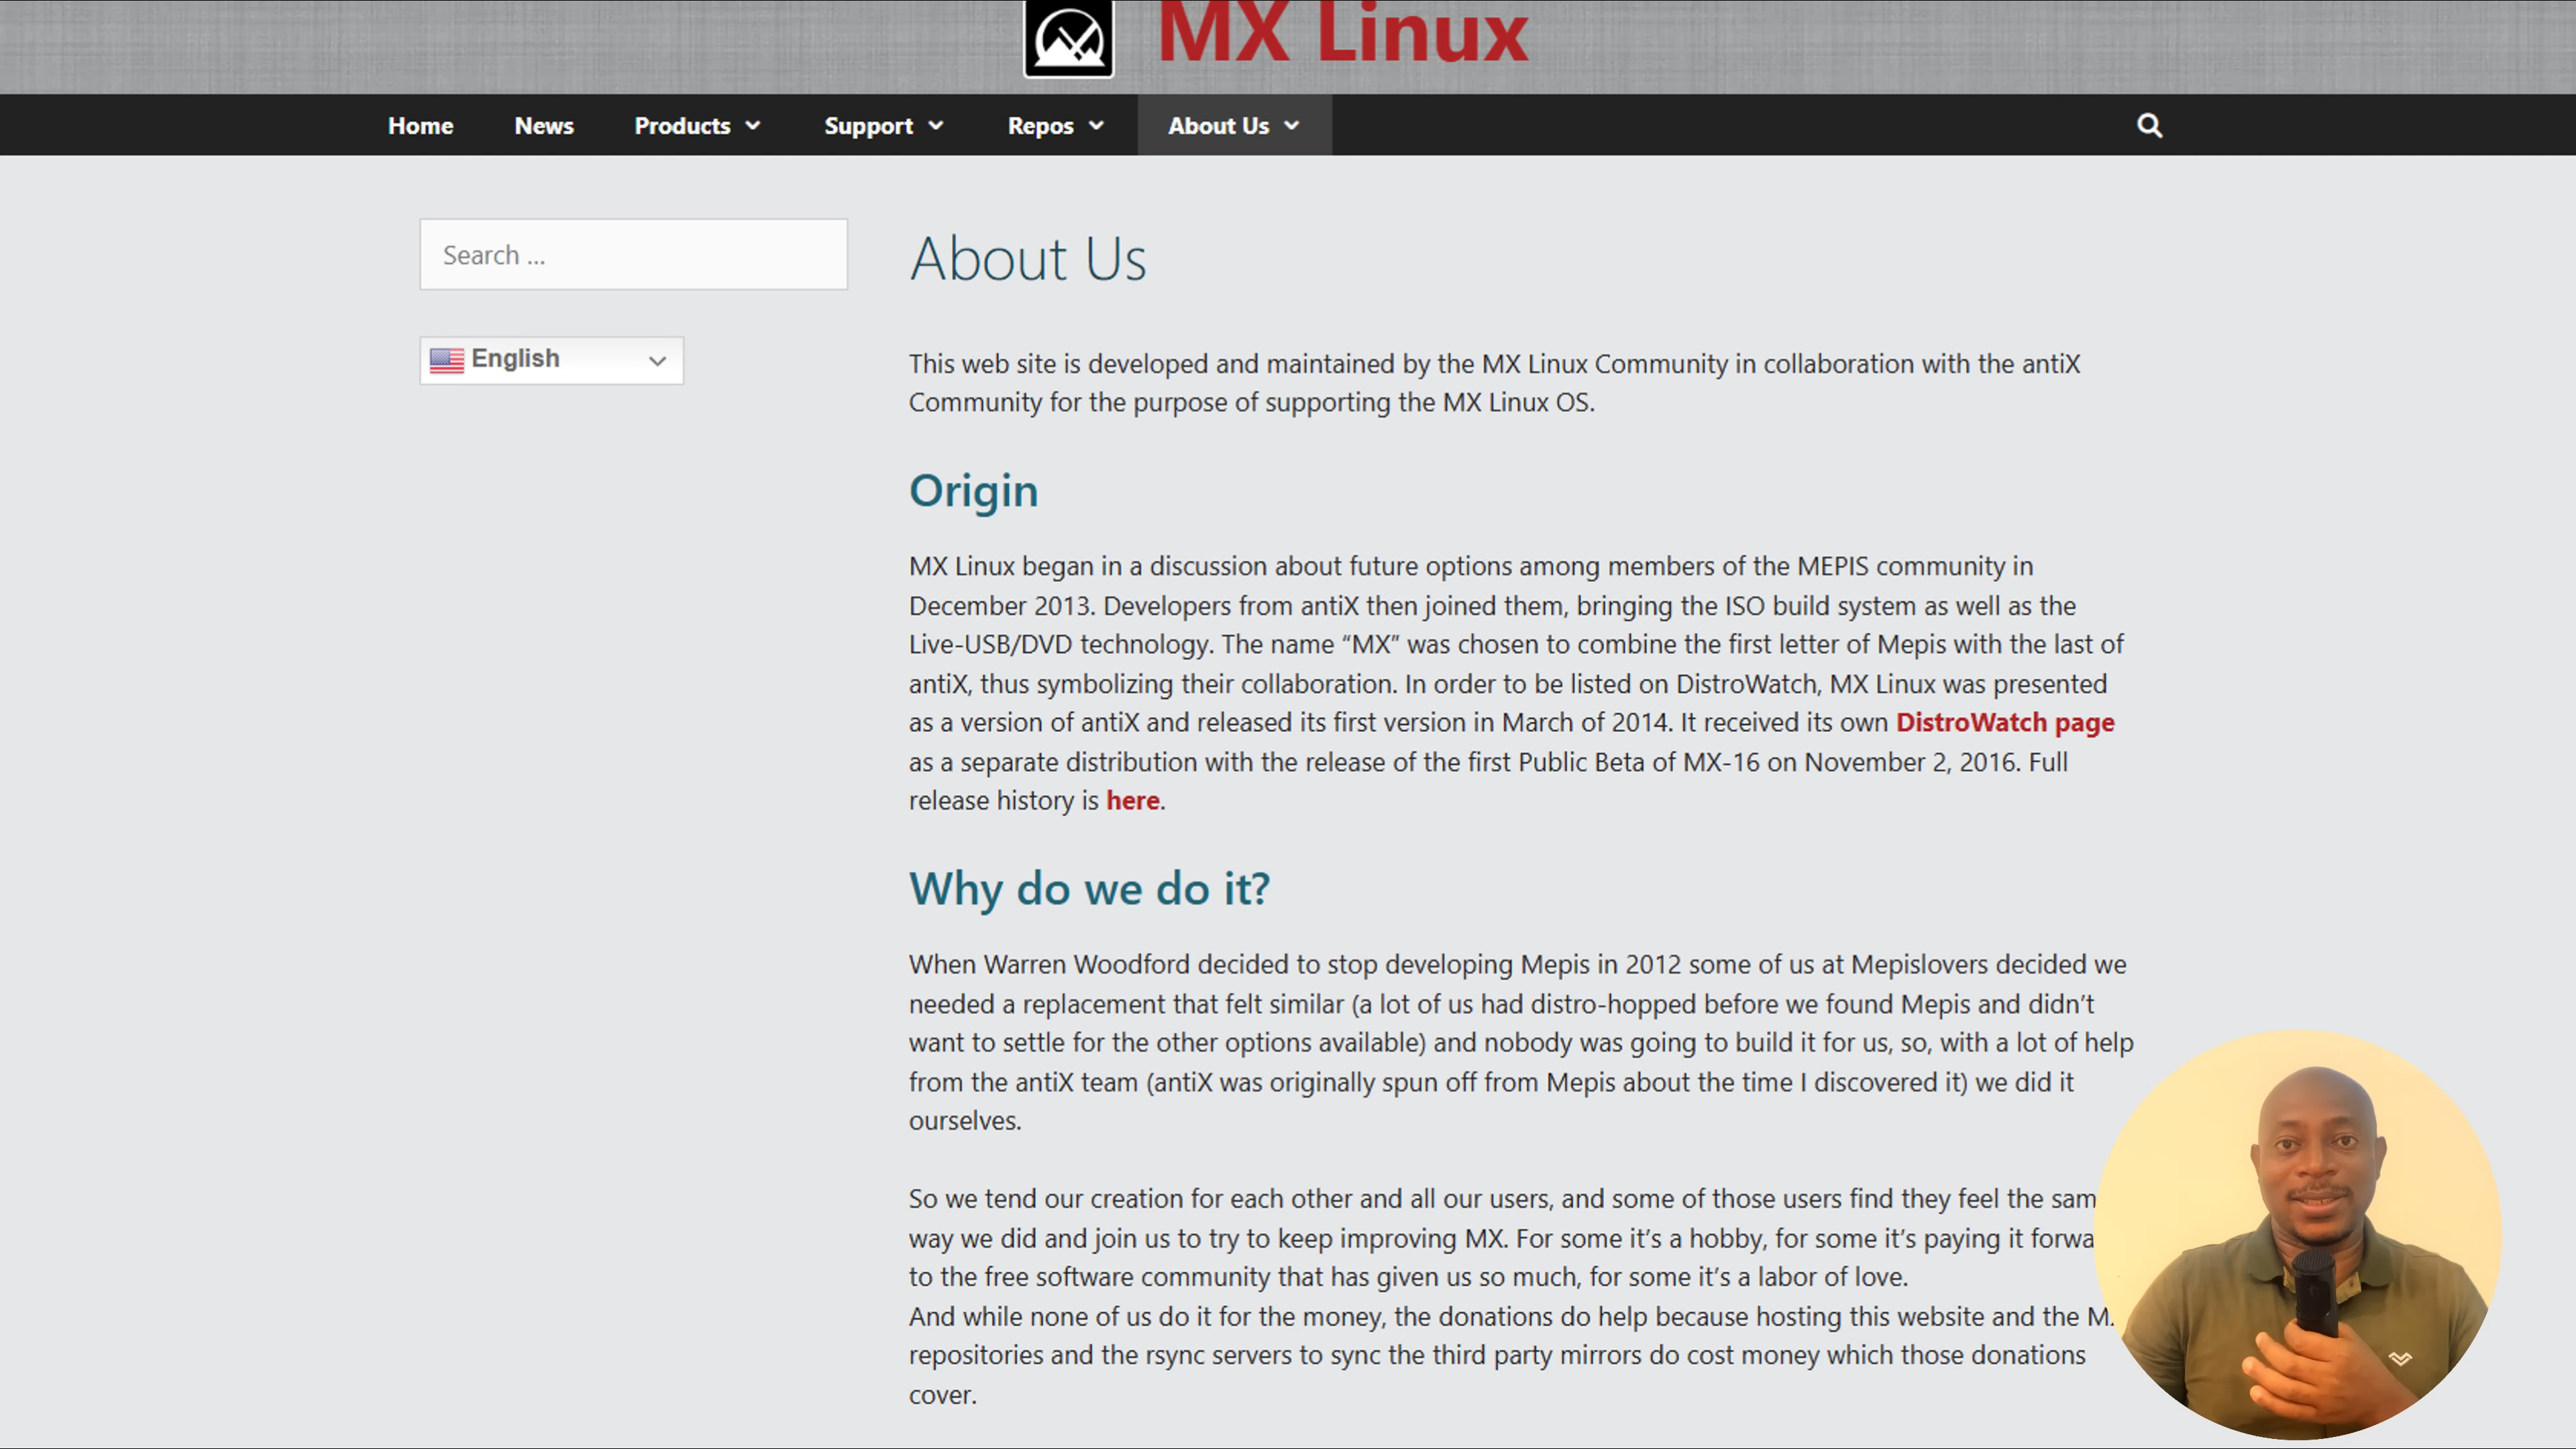 MX Linux
Home News Products Support Repos About Us
Search ...
English
About Us
This web site is developed and maintained by the MX Linux Community in collaboration with the antiX
Community for the purpose of supporting the MX Linux OS.
Origin
MX Linux began in a discussion about future options among members of the MEPIS community in
December 2013. Developers from antiX then joined them, bringing the ISO build system as well as the
Live-USB/DVD technology. The name “MX” was chosen to combine the first letter of Mepis with the last of
antiX, thus symbolizing their collaboration. In order to be listed on DistroWatch, MX Linux was presented
as a version of antiX and released its first version in March of 2014. It received its own DistroWatch page
as a separate distribution with the release of the first Public Beta of MX-16 on November 2, 2016. Full
release history is here.
Why do we do it?
When Warren Woodford decided to stop developing Mepis in 2012 some of us at Mepislovers decided we
needed a replacement that felt similar (a lot of us had distro-hopped before we found Mepis and didn’t
want to settle for the other options available) and nobody was going to build it for us, so, with a lot of help
from the antiX team (antiX was originally spun off from Mepis about the time I discovered it) we did it
ourselves.
So we tend our creation for each other and all our users, and some of those users find they feel the sam
way we did and join us to try to keep improving MX. For some it’s a hobby, for some it’s paying it forwa
to the free software community that has given us so much, for some it’s a labor of love.
And while none of us do it for the money, the donations do help because hosting this website and the M
repositories and the rsync servers to sync the third party mirrors do cost money which those donations
cover.